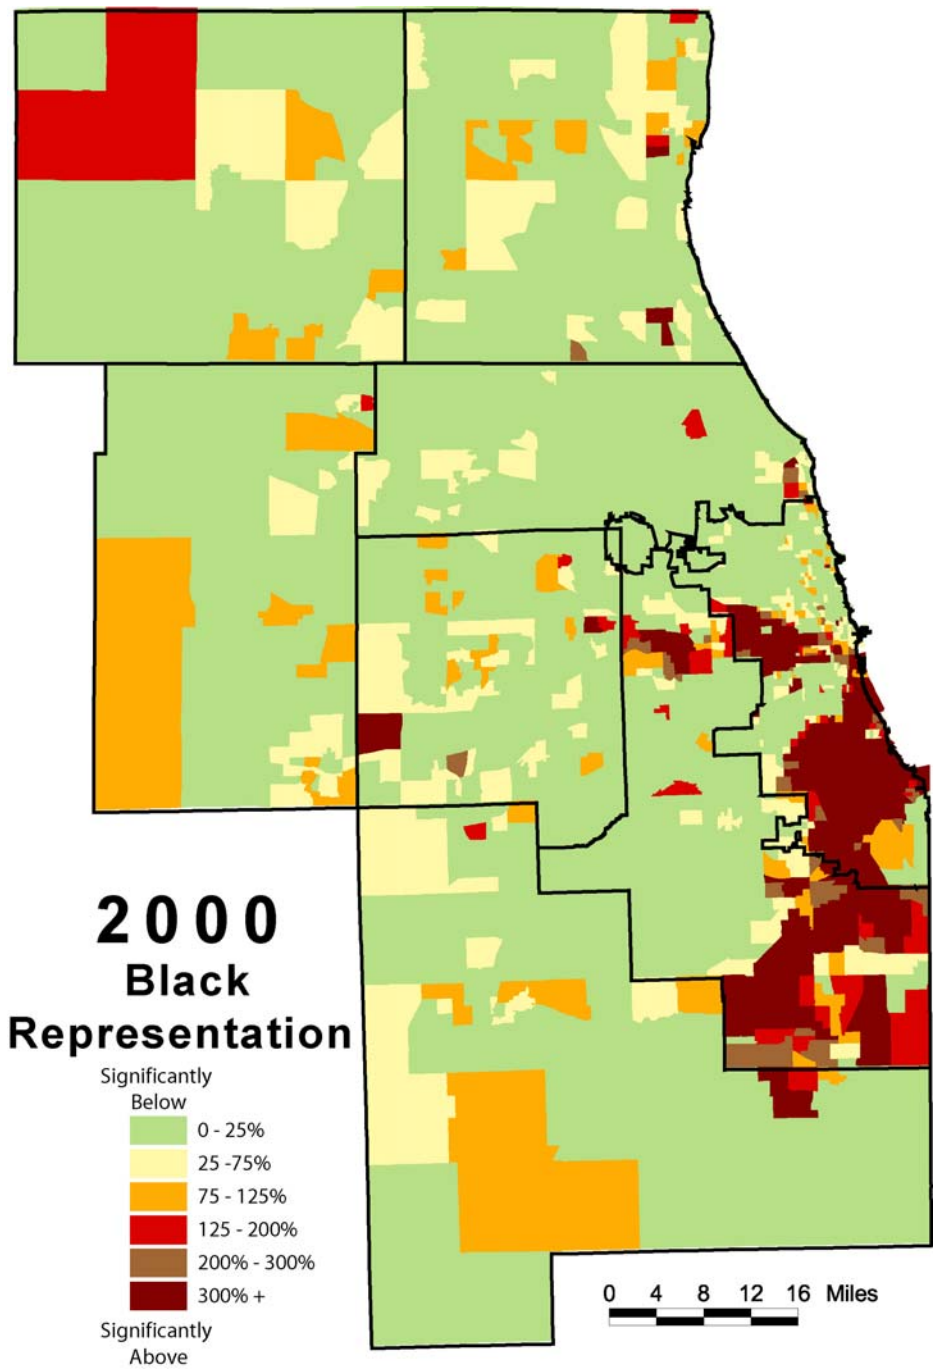 2000
Black
Representation
Significantly
Below
0 - 25%
25 -75%
75 - 125%
125 - 200%
200% - 300%
300% +
Significantly
Above
0 4 8 12 16 Miles